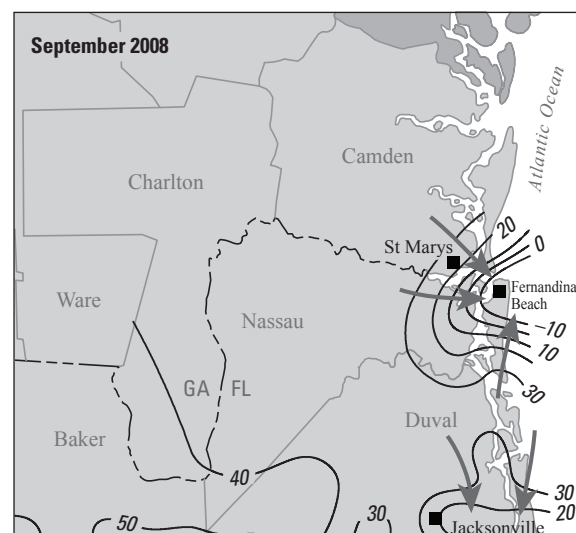 September 2008
Atlantic Ocean
Camden
Charlton
20
0
St Marys
Fernandina
Beach
Ware
Nassau
-10
10
GA FL
30
Duval
Baker
40
30
20
50
30
Jacksonville